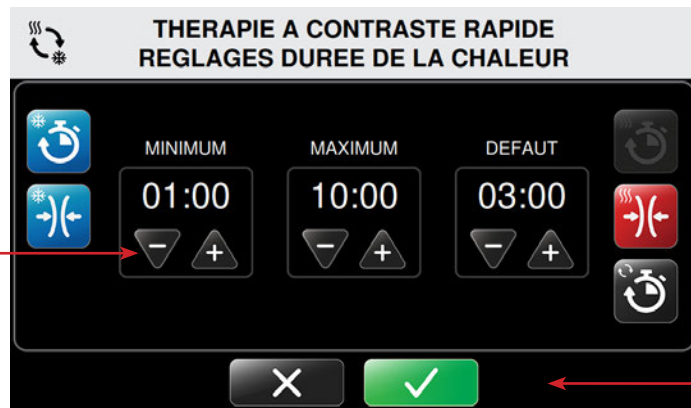 THERAPIE A CONTRASTE RAPIDE
REGLAGES DUREE DE LA CHALEUR
MINIMUM MAXIMUM DEFAUT
01:00 10:00 03:00